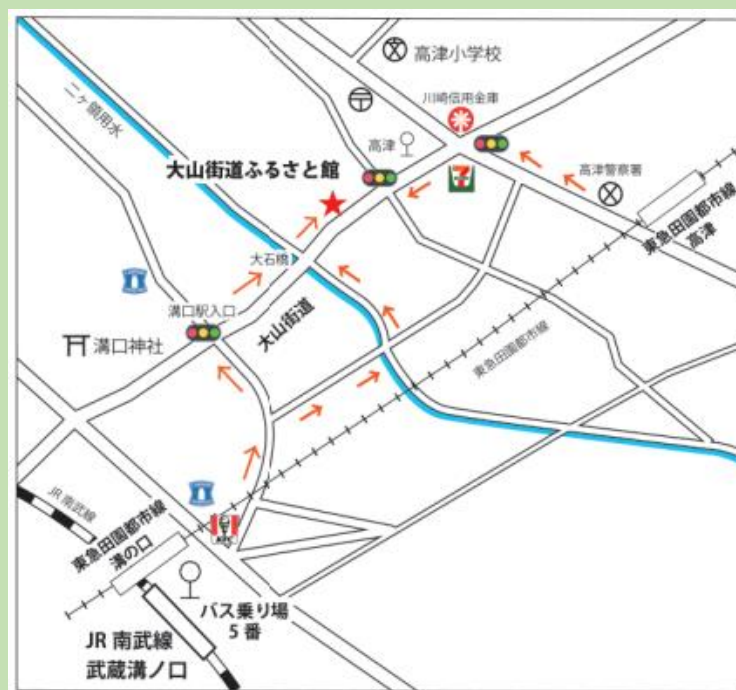 高津小学校
川崎信用金庫
二ヶ領用水
高津
大山街道ふるさと館
高津警察署
東急田園都市線
高津
大石橋
溝口駅入口
大山街道
溝口神社
東急田園都市線
JR 南武線
KFC
東急田園都市線
溝の口
バス乗り場
5 番
JR 南武線
武蔵溝ノ口